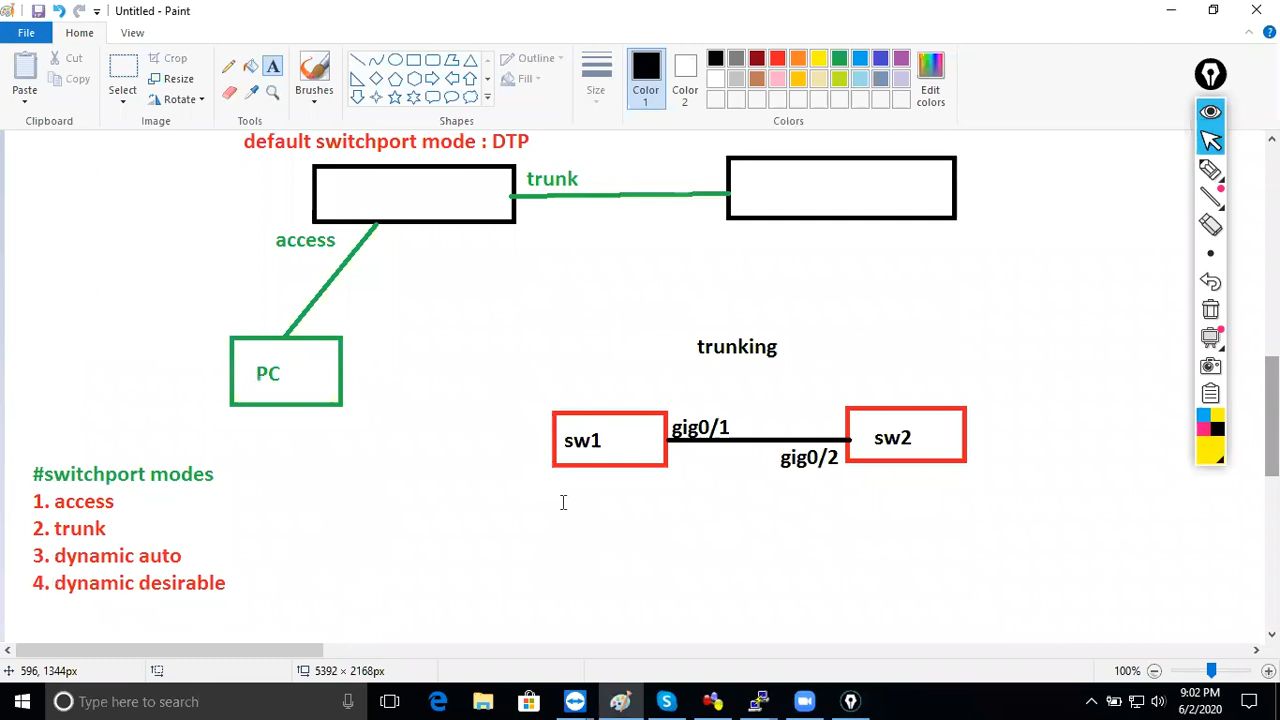 Untitled - Paint
File
Home
View
Paste
Cut
Copy
Clipboard
Select
Crop
Resize
Rotate
Image
A
Tools
Brushes
Outline
Fill
Shapes
Size
Color
1
Color
2
Edit
colors
Colors
default switchport mode : DTP
trunk
access
PC
trunking
sw1
gig0/1
gig0/2
sw2
#switchport modes
1. access
2. trunk
3. dynamic auto
4. dynamic desirable
596, 1344px
5392 × 2168px
100%
Type here to search
9:02 PM
6/2/2020